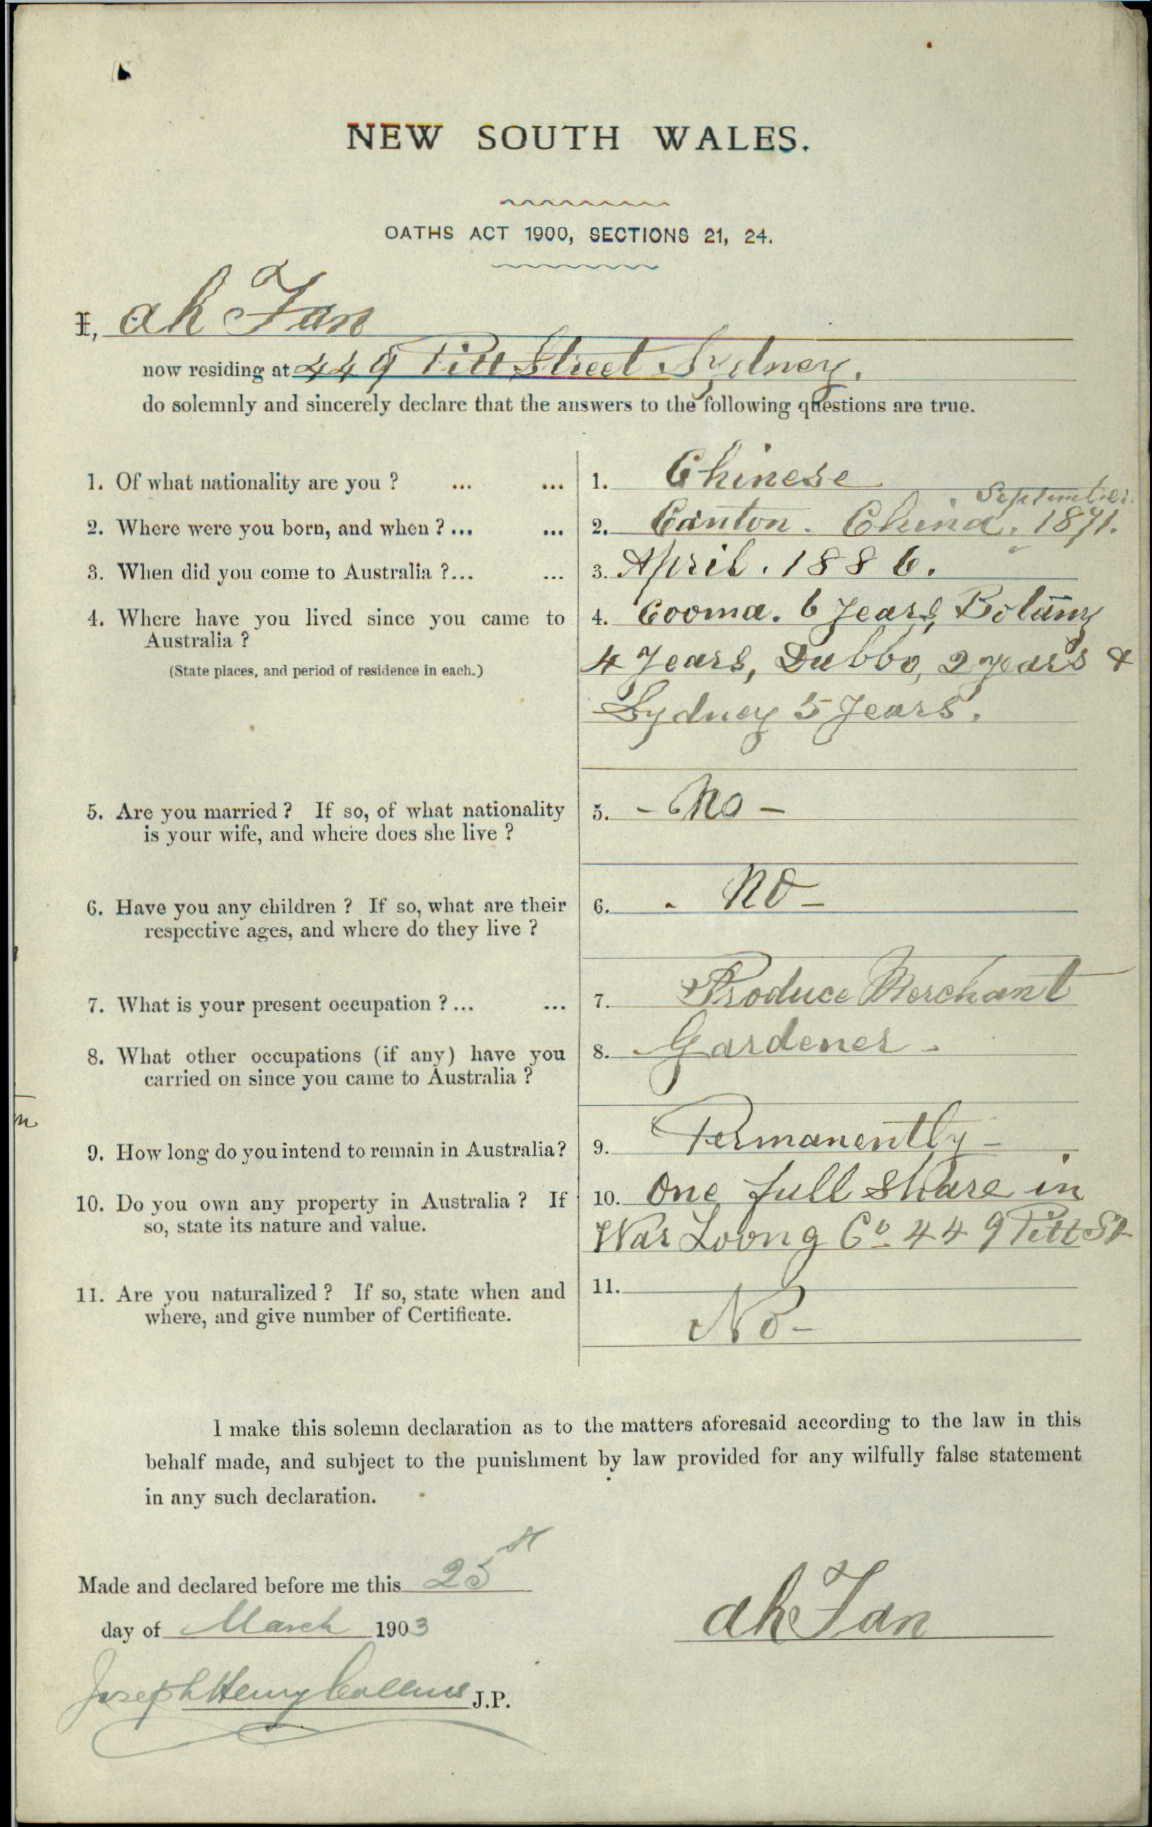 NEW SOUTH WALES.
OATHS ACT 1900, SECTIONS 21, 24.
I, Ah Fan
now residing at 449 Pitt Street Sydney.
do solemnly and sincerely declare that the answers to the following questions are true.
1. Of what nationality are you ? ... ... 1. Chinese
September
2. Where were you born, and when ? ... ... 2. Canton. China. 1871.
3. When did you come to Australia ?... ... 3. April. 1886.
4. Where have you lived since you came to 4. Cooma. 6 years, Botany
Australia ?
(State places, and period of residence in each.) 4 years, Dubbo, 2 years &
Sydney 5 years.
5. Are you married ? If so, of what nationality 5. - No -
is your wife, and where does she live ?
6. Have you any children ? If so, what are their 6. - No -
respective ages, and where do they live ?
7. What is your present occupation ? ... ... 7. Produce Merchant
8. What other occupations (if any) have you 8. Gardener -
carried on since you came to Australia ?
9. How long do you intend to remain in Australia? 9. Permanently -
10. Do you own any property in Australia ? If 10. One full share in
so, state its nature and value. War Loong Co 449 Pitt St
11. Are you naturalized ? If so, state when and 11.
where, and give number of Certificate. No -
I make this solemn declaration as to the matters aforesaid according to the law in this
behalf made, and subject to the punishment by law provided for any wilfully false statement
in any such declaration.
Made and declared before me this 25th
day of March 1903
Ah Fan
Joseph Henry Collins J.P.